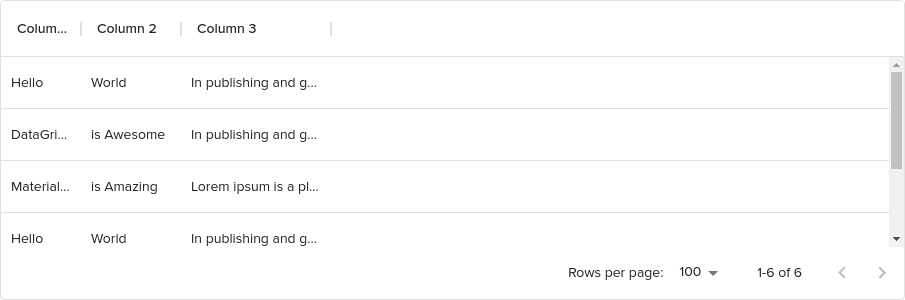 Colum... Column 2 Column 3
Hello World In publishing and g...
DataGri... is Awesome In publishing and g...
Material... is Amazing Lorem ipsum is a pl...
Hello World In publishing and g...
Rows per page: 100 1-6 of 6